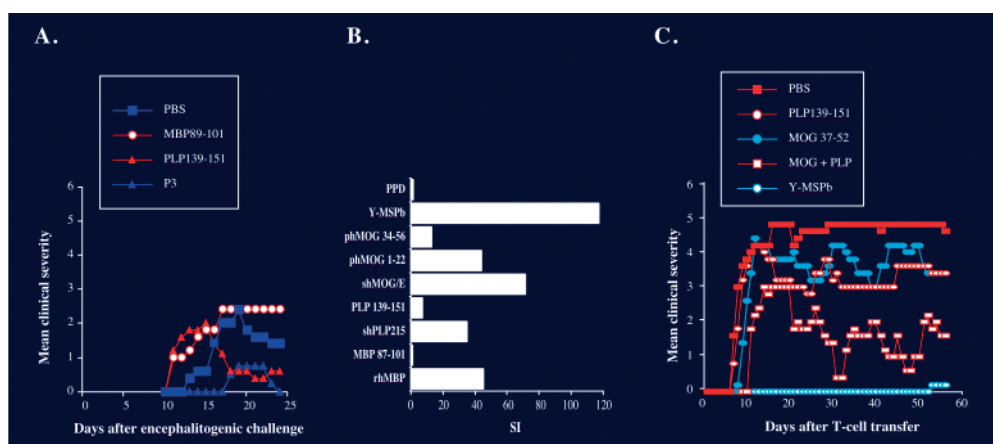 A.
PBS
MBP89-101
PLP139-151
P3
Mean clinical severity
6
5
4
3
2
1
0
0 5 10 15 20 25
Days after encephalitogenic challenge
B.
PPD
Y-MSPb
phMOG 34-56
phMOG 1-22
shMOG/E
PLP 139-151
shPLP215
MBP 87-101
rhMBP
0 20 40 60 80 100 120
SI
C.
PBS
PLP139-151
MOG 37-52
MOG + PLP
Y-MSPb
Mean clinical severity
6
5
4
3
2
1
0
0 10 20 30 40 50 60
Days after T-cell transfer